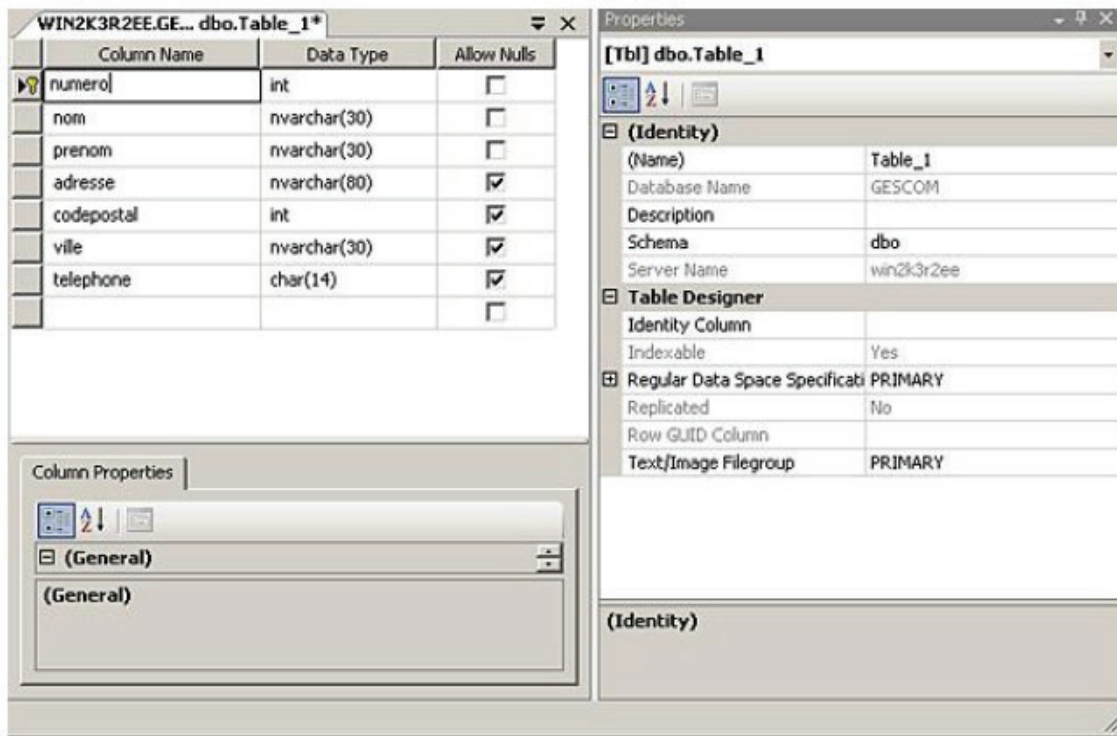 WIN2K3R2EE.GE... dbo.Table_1*
Column Name Data Type Allow Nulls
numero int
nom nvarchar(30)
prenom nvarchar(30)
adresse nvarchar(80)
codepostal int
ville nvarchar(30)
telephone char(14)
Column Properties
(General)
(General)
Properties
[Tbl] dbo.Table_1
(Identity)
(Name) Table_1
Database Name GESCOM
Description
Schema dbo
Server Name win2k3r2ee
Table Designer
Identity Column
Indexable Yes
Regular Data Space Specificati PRIMARY
Replicated No
Row GUID Column
Text/Image Filegroup PRIMARY
(Identity)